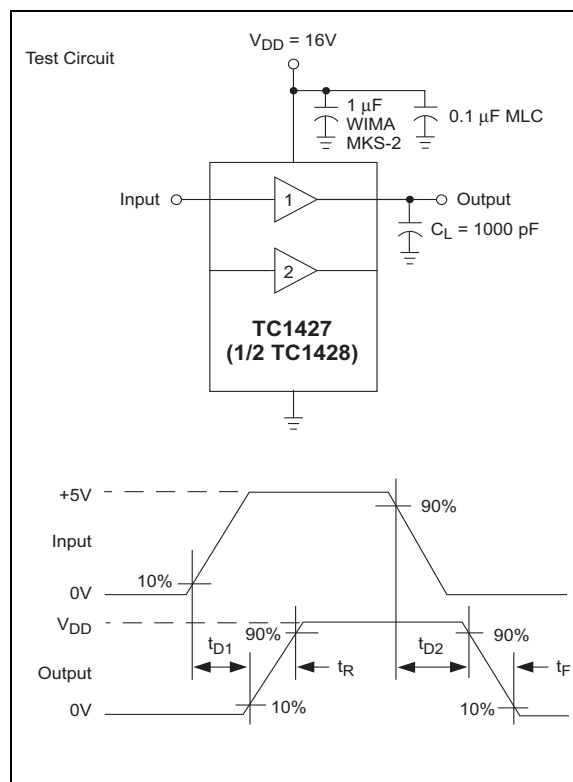 Test Circuit
V_DD = 16V
1 μF
WIMA
MKS-2
0.1 μF MLC
Input
1
Output
C_L = 1000 pF
2
TC1427
(1/2 TC1428)
+5V
90%
Input
10%
0V
V_DD
t_D1
90%
t_R
t_D2
90%
t_F
Output
0V
10%
10%